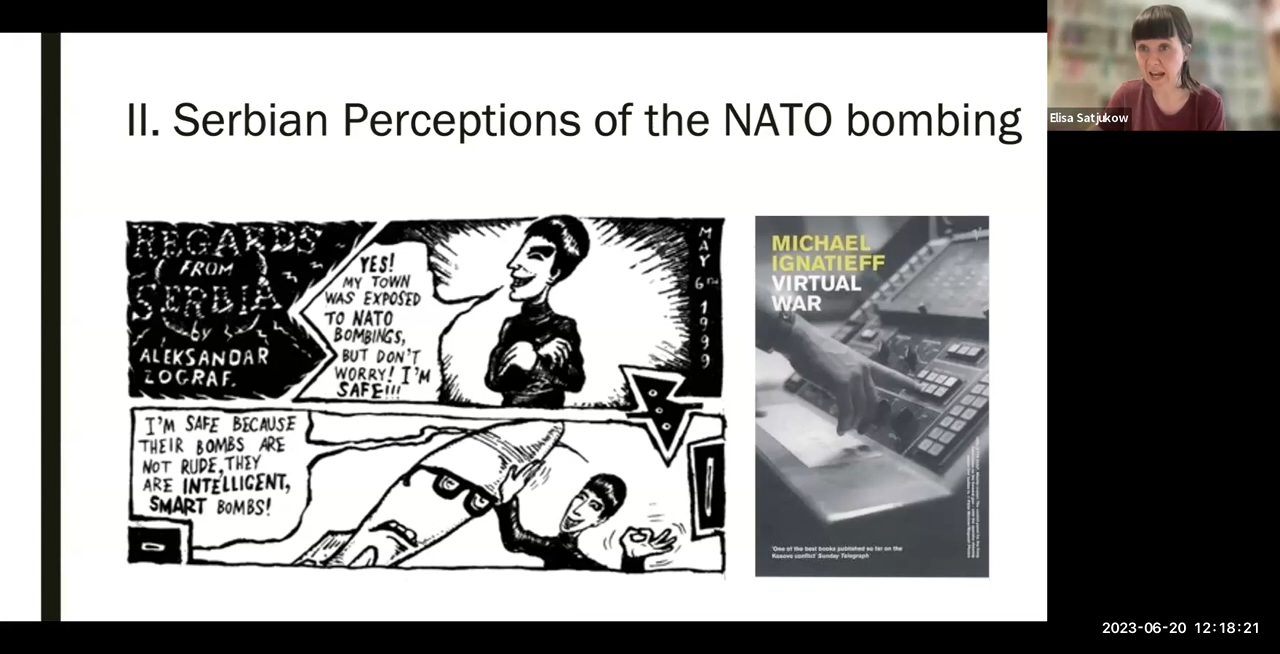 II. Serbian Perceptions of the NATO bombing
REGARDS
FROM
SERBIA
by
ALEKSANDAR
ZOGRAF.
YES!
MY TOWN
WAS EXPOSED
TO NATO
BOMBINGS,
BUT DON'T
WORRY! I'M
SAFE!!!
MAY 6TH 1999
I'M SAFE BECAUSE
THEIR BOMBS ARE
NOT RUDE, THEY
ARE INTELLIGENT,
SMART BOMBS!
MICHAEL
IGNATIEFF
VIRTUAL
WAR
'One of the best books published so far on the
Kosovo conflict' Sunday Telegraph
Elisa Satjukow
2023-06-20 12:18:21